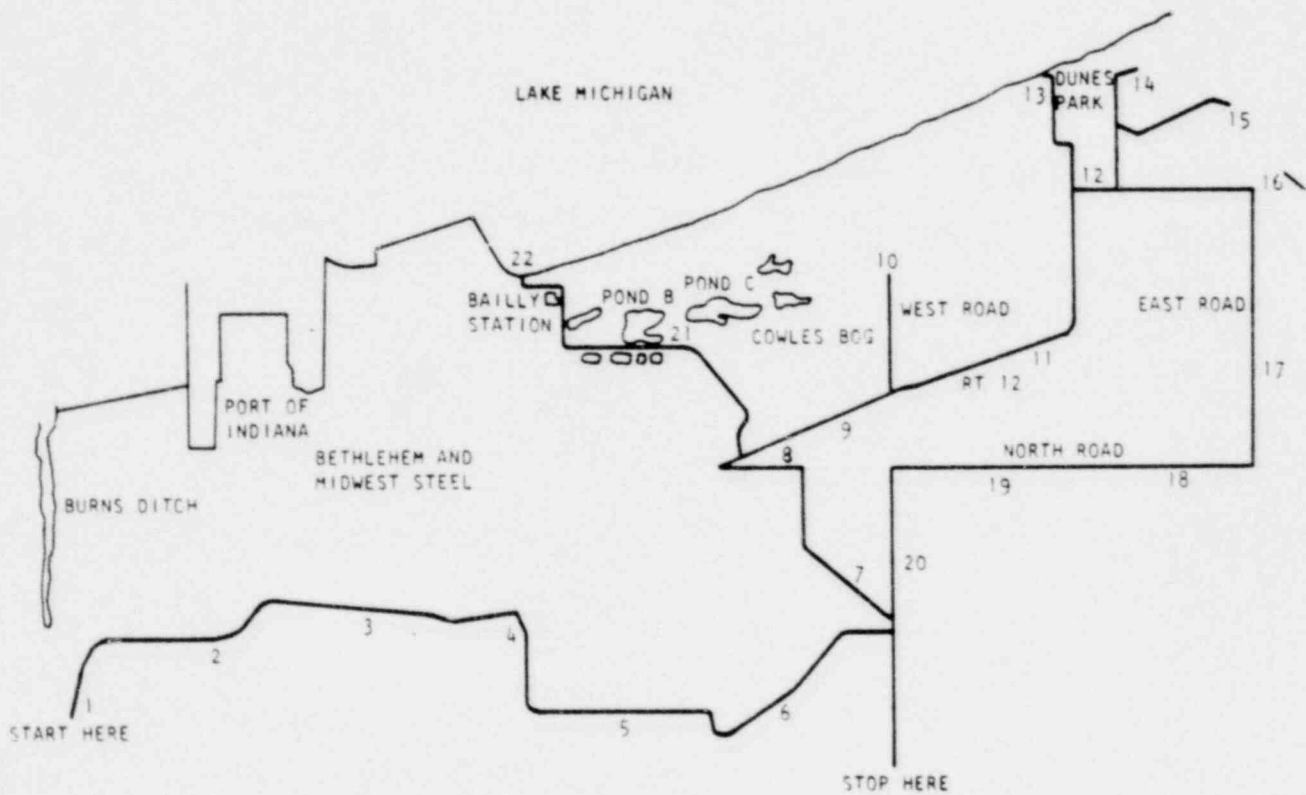 LAKE MICHIGAN
13
DUNES
PARK
14
15
12
16
22
10
BAILLY
STATION
POND B
POND C
21
COWLES BOG
WEST ROAD
EAST ROAD
11
RT 12
17
PORT OF
INDIANA
9
8
NORTH ROAD
BETHLEHEM AND
MIDWEST STEEL
19
18
BURNS DITCH
20
7
3
4
2
1
5
6
START HERE
STOP HERE